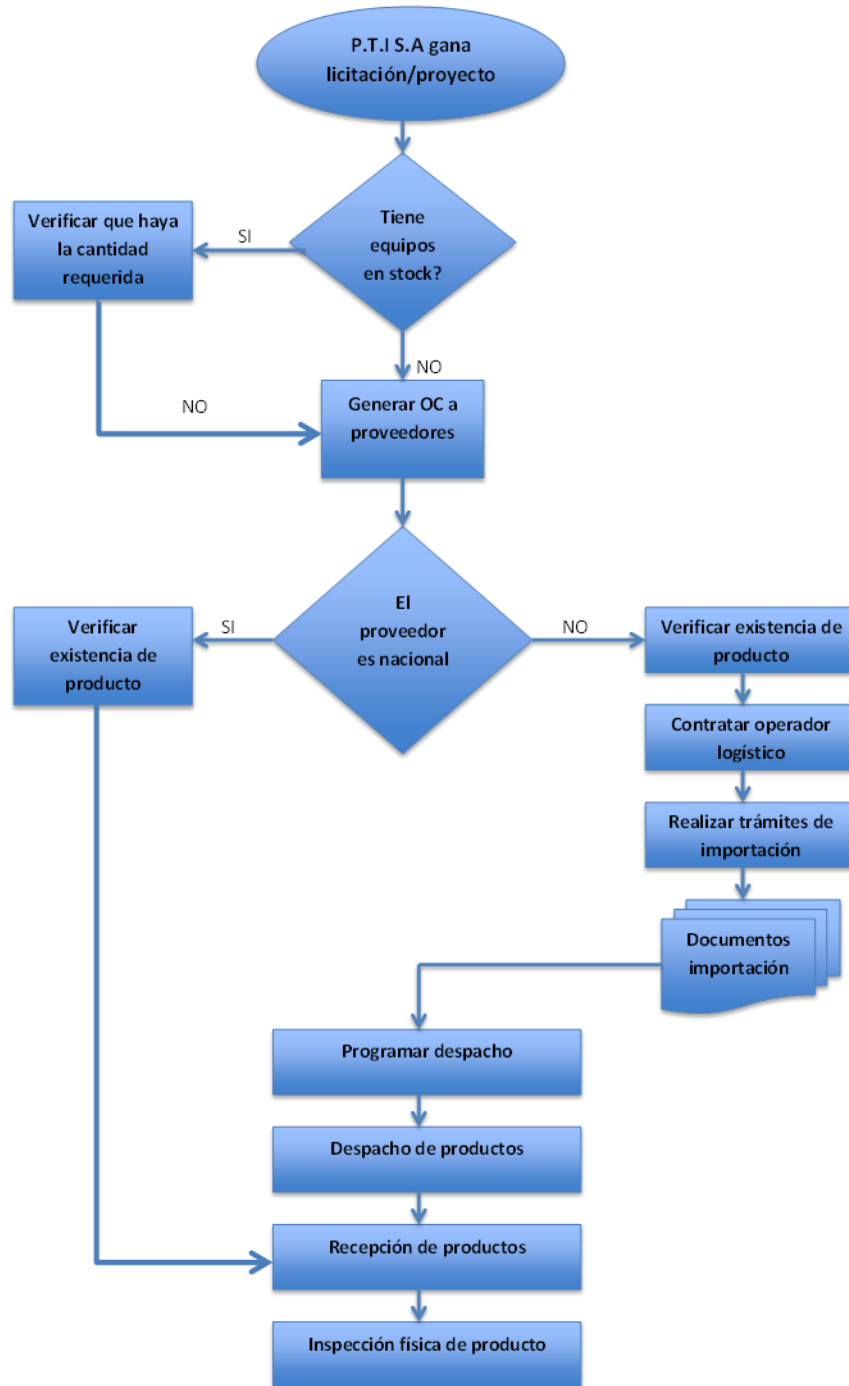 P.T.I S.A gana
licitación/proyecto
Tiene
equipos
en stock?
SI
Verificar que haya
la cantidad
requerida
NO
NO
Generar OC a
proveedores
El
proveedor
es nacional
SI
Verificar
existencia de
producto
NO
Verificar existencia de
producto
Contratar operador
logístico
Realizar trámites de
importación
Documentos
importación
Programar despacho
Despacho de productos
Recepción de productos
Inspección física de producto